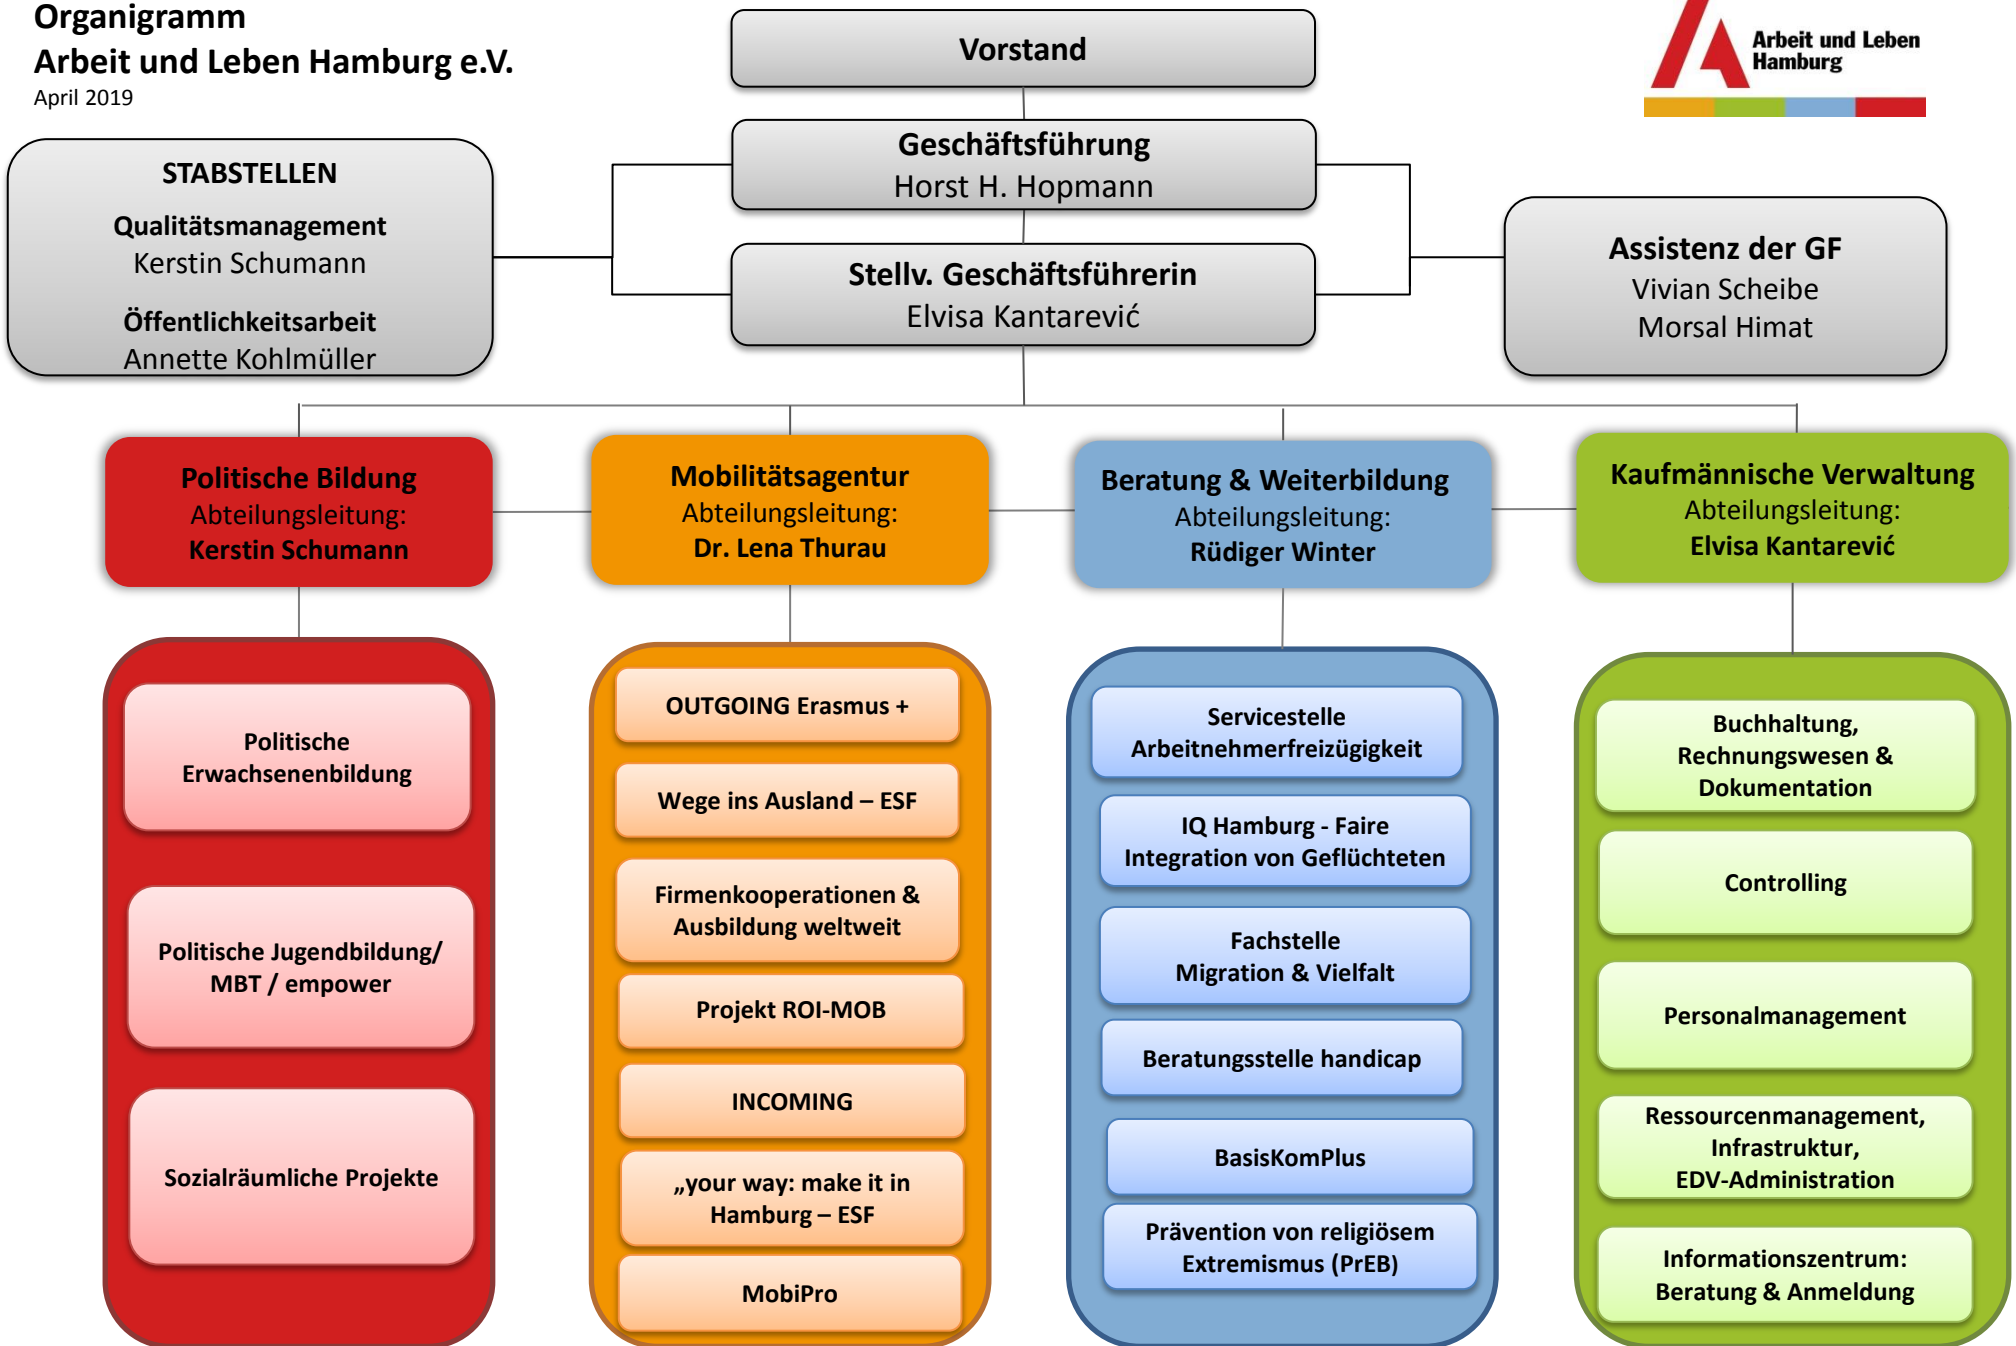 Organigramm
Arbeit und Leben Hamburg e.V.
April 2019
Arbeit und Leben
Hamburg
Vorstand
Geschäftsführung
Horst H. Hopmann
Stellv. Geschäftsführerin
Elvisa Kantarević
STABSTELLEN
Qualitätsmanagement
Kerstin Schumann
Öffentlichkeitsarbeit
Annette Kohlmüller
Assistenz der GF
Vivian Scheibe
Morsal Himat
Politische Bildung
Abteilungsleitung:
Kerstin Schumann
Mobilitätsagentur
Abteilungsleitung:
Dr. Lena Thurau
Beratung & Weiterbildung
Abteilungsleitung:
Rüdiger Winter
Kaufmännische Verwaltung
Abteilungsleitung:
Elvisa Kantarević
Politische
Erwachsenenbildung
Politische Jugendbildung/
MBT / empower
Sozialräumliche Projekte
OUTGOING Erasmus +
Wege ins Ausland – ESF
Firmenkooperationen &
Ausbildung weltweit
Projekt ROI-MOB
INCOMING
„your way: make it in
Hamburg – ESF
MobiPro
Servicestelle
Arbeitnehmerfreizügigkeit
IQ Hamburg - Faire
Integration von Geflüchteten
Fachstelle
Migration & Vielfalt
Beratungsstelle handicap
BasisKomPlus
Prävention von religiösem
Extremismus (PrEB)
Buchhaltung,
Rechnungswesen &
Dokumentation
Controlling
Personalmanagement
Ressourcenmanagement,
Infrastruktur,
EDV-Administration
Informationszentrum:
Beratung & Anmeldung